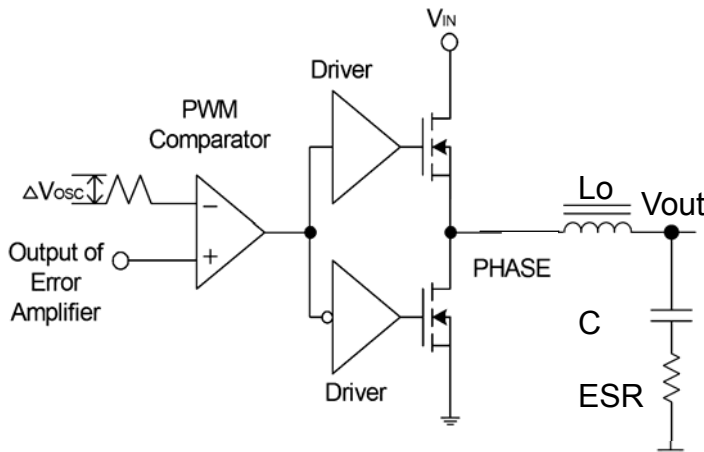 VIN
Driver
PWM
Comparator
ΔVOSC
Output of
Error
Amplifier
Driver
PHASE
Lo
Vout
C
ESR